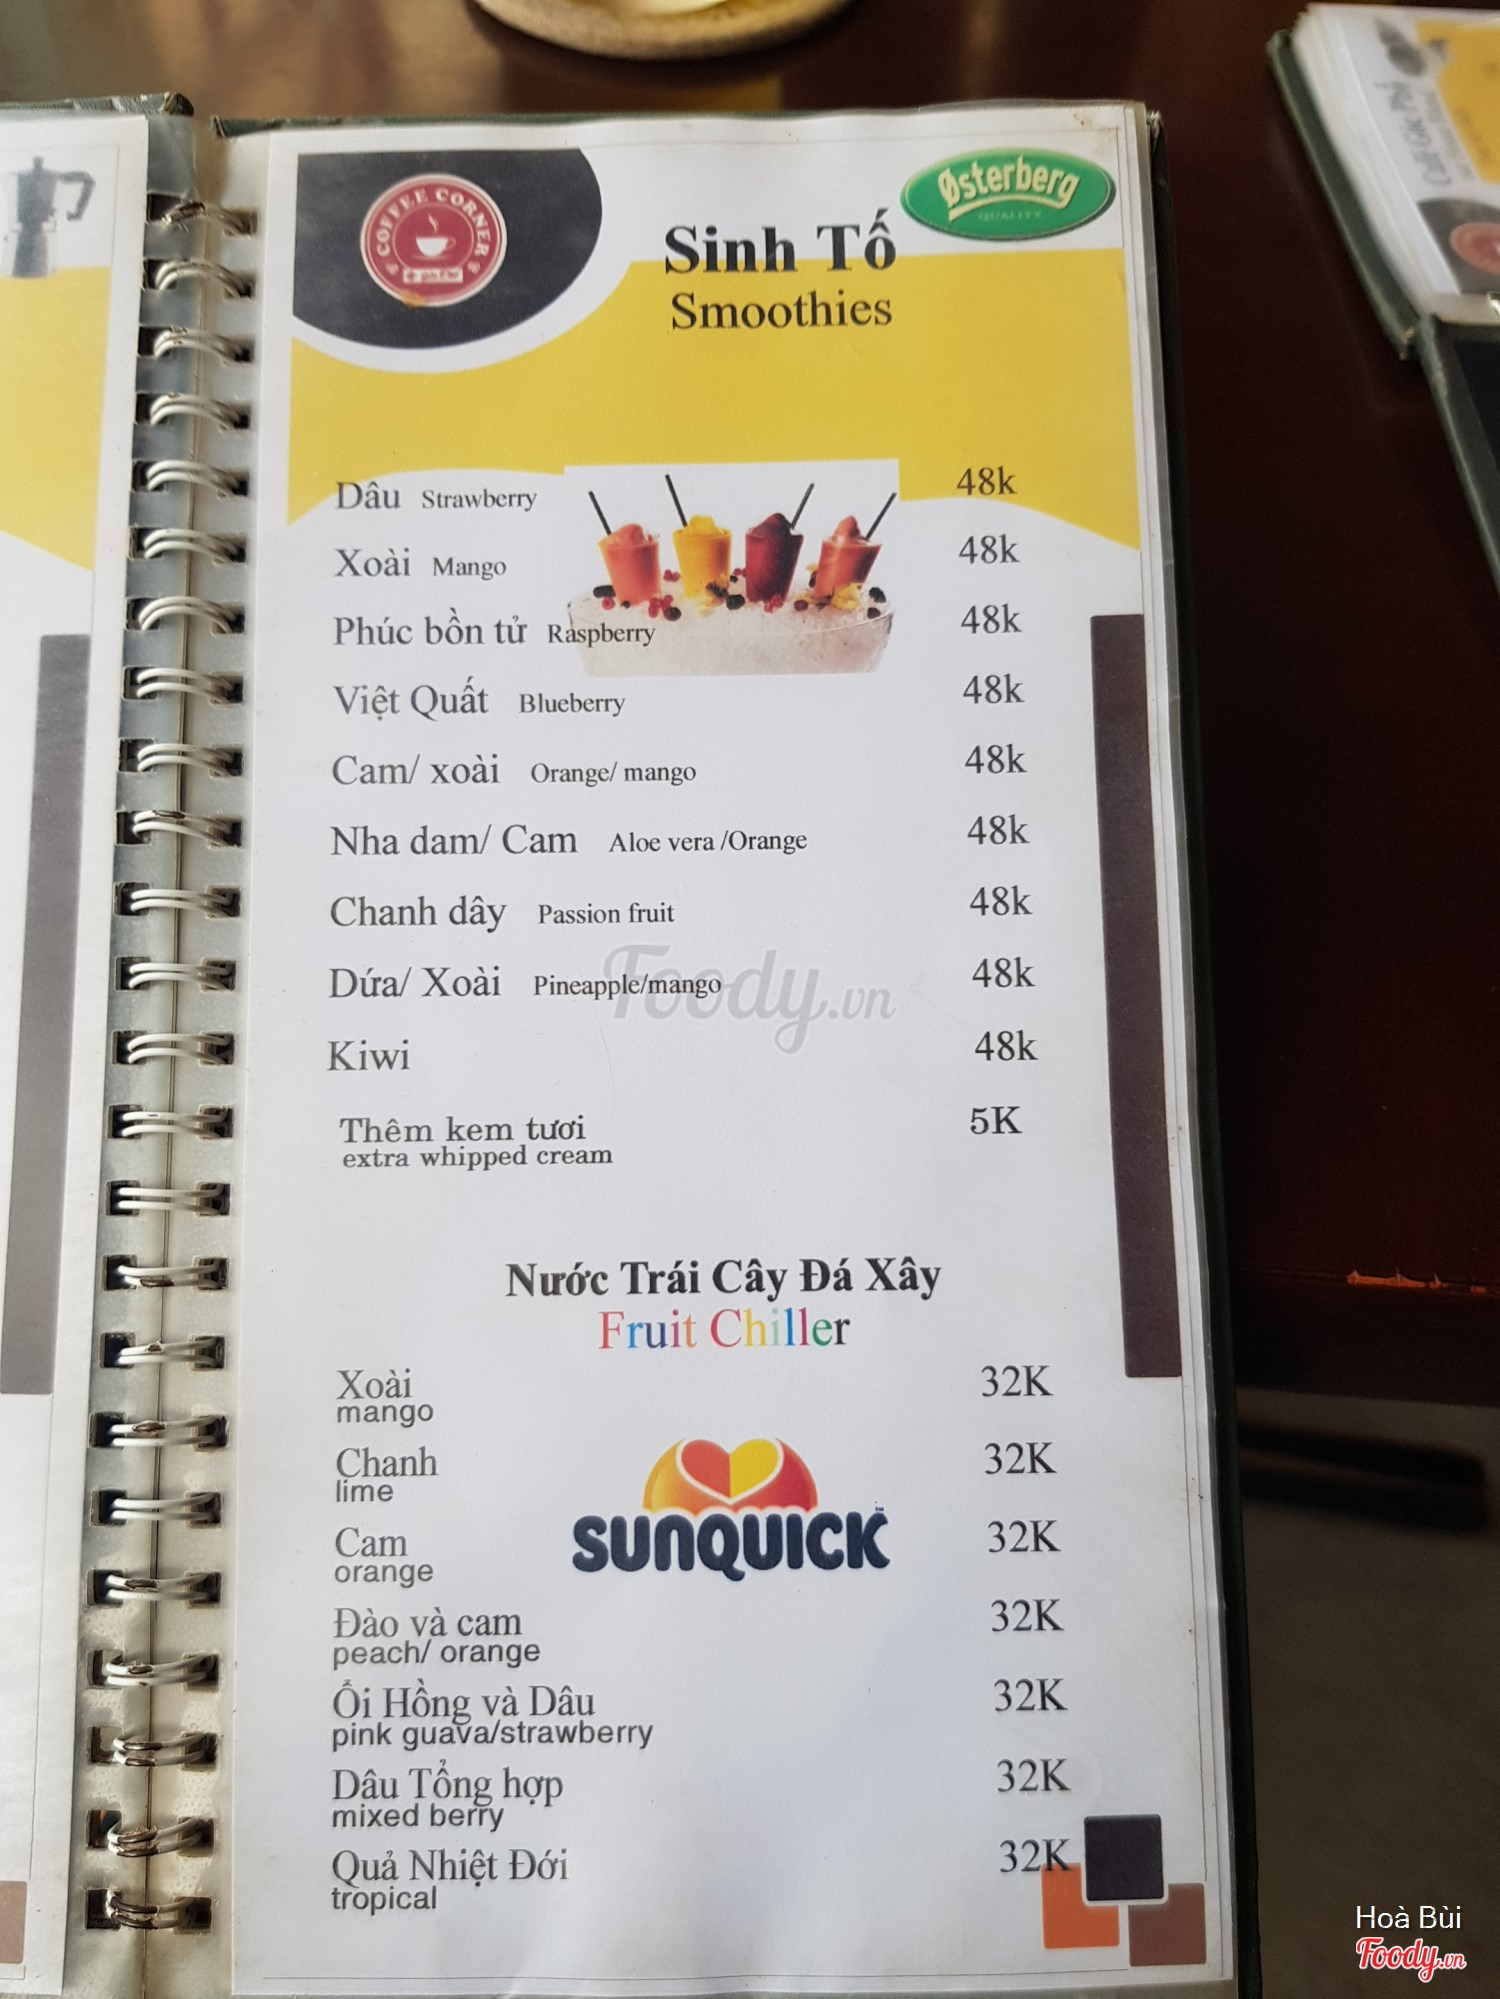 COFFEE CORNER
Østerberg
QUALITY
Sinh Tố
Smoothies
Dâu Strawberry 48k
Xoài Mango 48k
Phúc bồn tử Raspberry 48k
Việt Quất Blueberry 48k
Cam/ xoài Orange/ mango 48k
Nha dam/ Cam Aloe vera /Orange 48k
Chanh dây Passion fruit 48k
Dứa/ Xoài Pineapple/mango 48k
Foody.vn
Kiwi 48k
Thêm kem tươi 5K
extra whipped cream
Nước Trái Cây Đá Xây
Fruit Chiller
Xoài 32K
mango
Chanh 32K
lime
SUNQUICK™
Cam 32K
orange
Đào và cam 32K
peach/ orange
Ổi Hồng và Dâu 32K
pink guava/strawberry
Dâu Tổng hợp 32K
mixed berry
Quả Nhiệt Đới 32K
tropical
Café Góc Phố
Hoà Bùi
Foody.vn